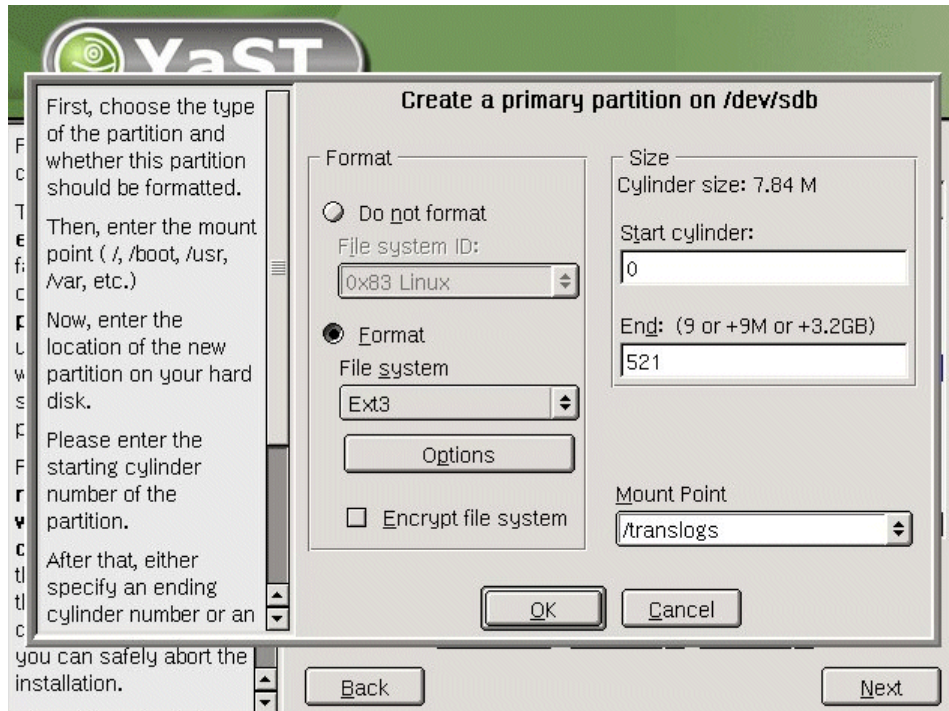 YaST
First, choose the type
of the partition and
whether this partition
should be formatted.
Then, enter the mount
point ( /, /boot, /usr,
/var, etc.)
Now, enter the
location of the new
partition on your hard
disk.
Please enter the
starting cylinder
number of the
partition.
After that, either
specify an ending
cylinder number or an
Create a primary partition on /dev/sdb
Format
Do not format
File system ID:
0x83 Linux
Format
File system
Ext3
Options
Encrypt file system
Size
Cylinder size: 7.84 M
Start cylinder:
0
End: (9 or +9M or +3.2GB)
521
Mount Point
/translogs
OK
Cancel
you can safely abort the
installation.
Back
Next